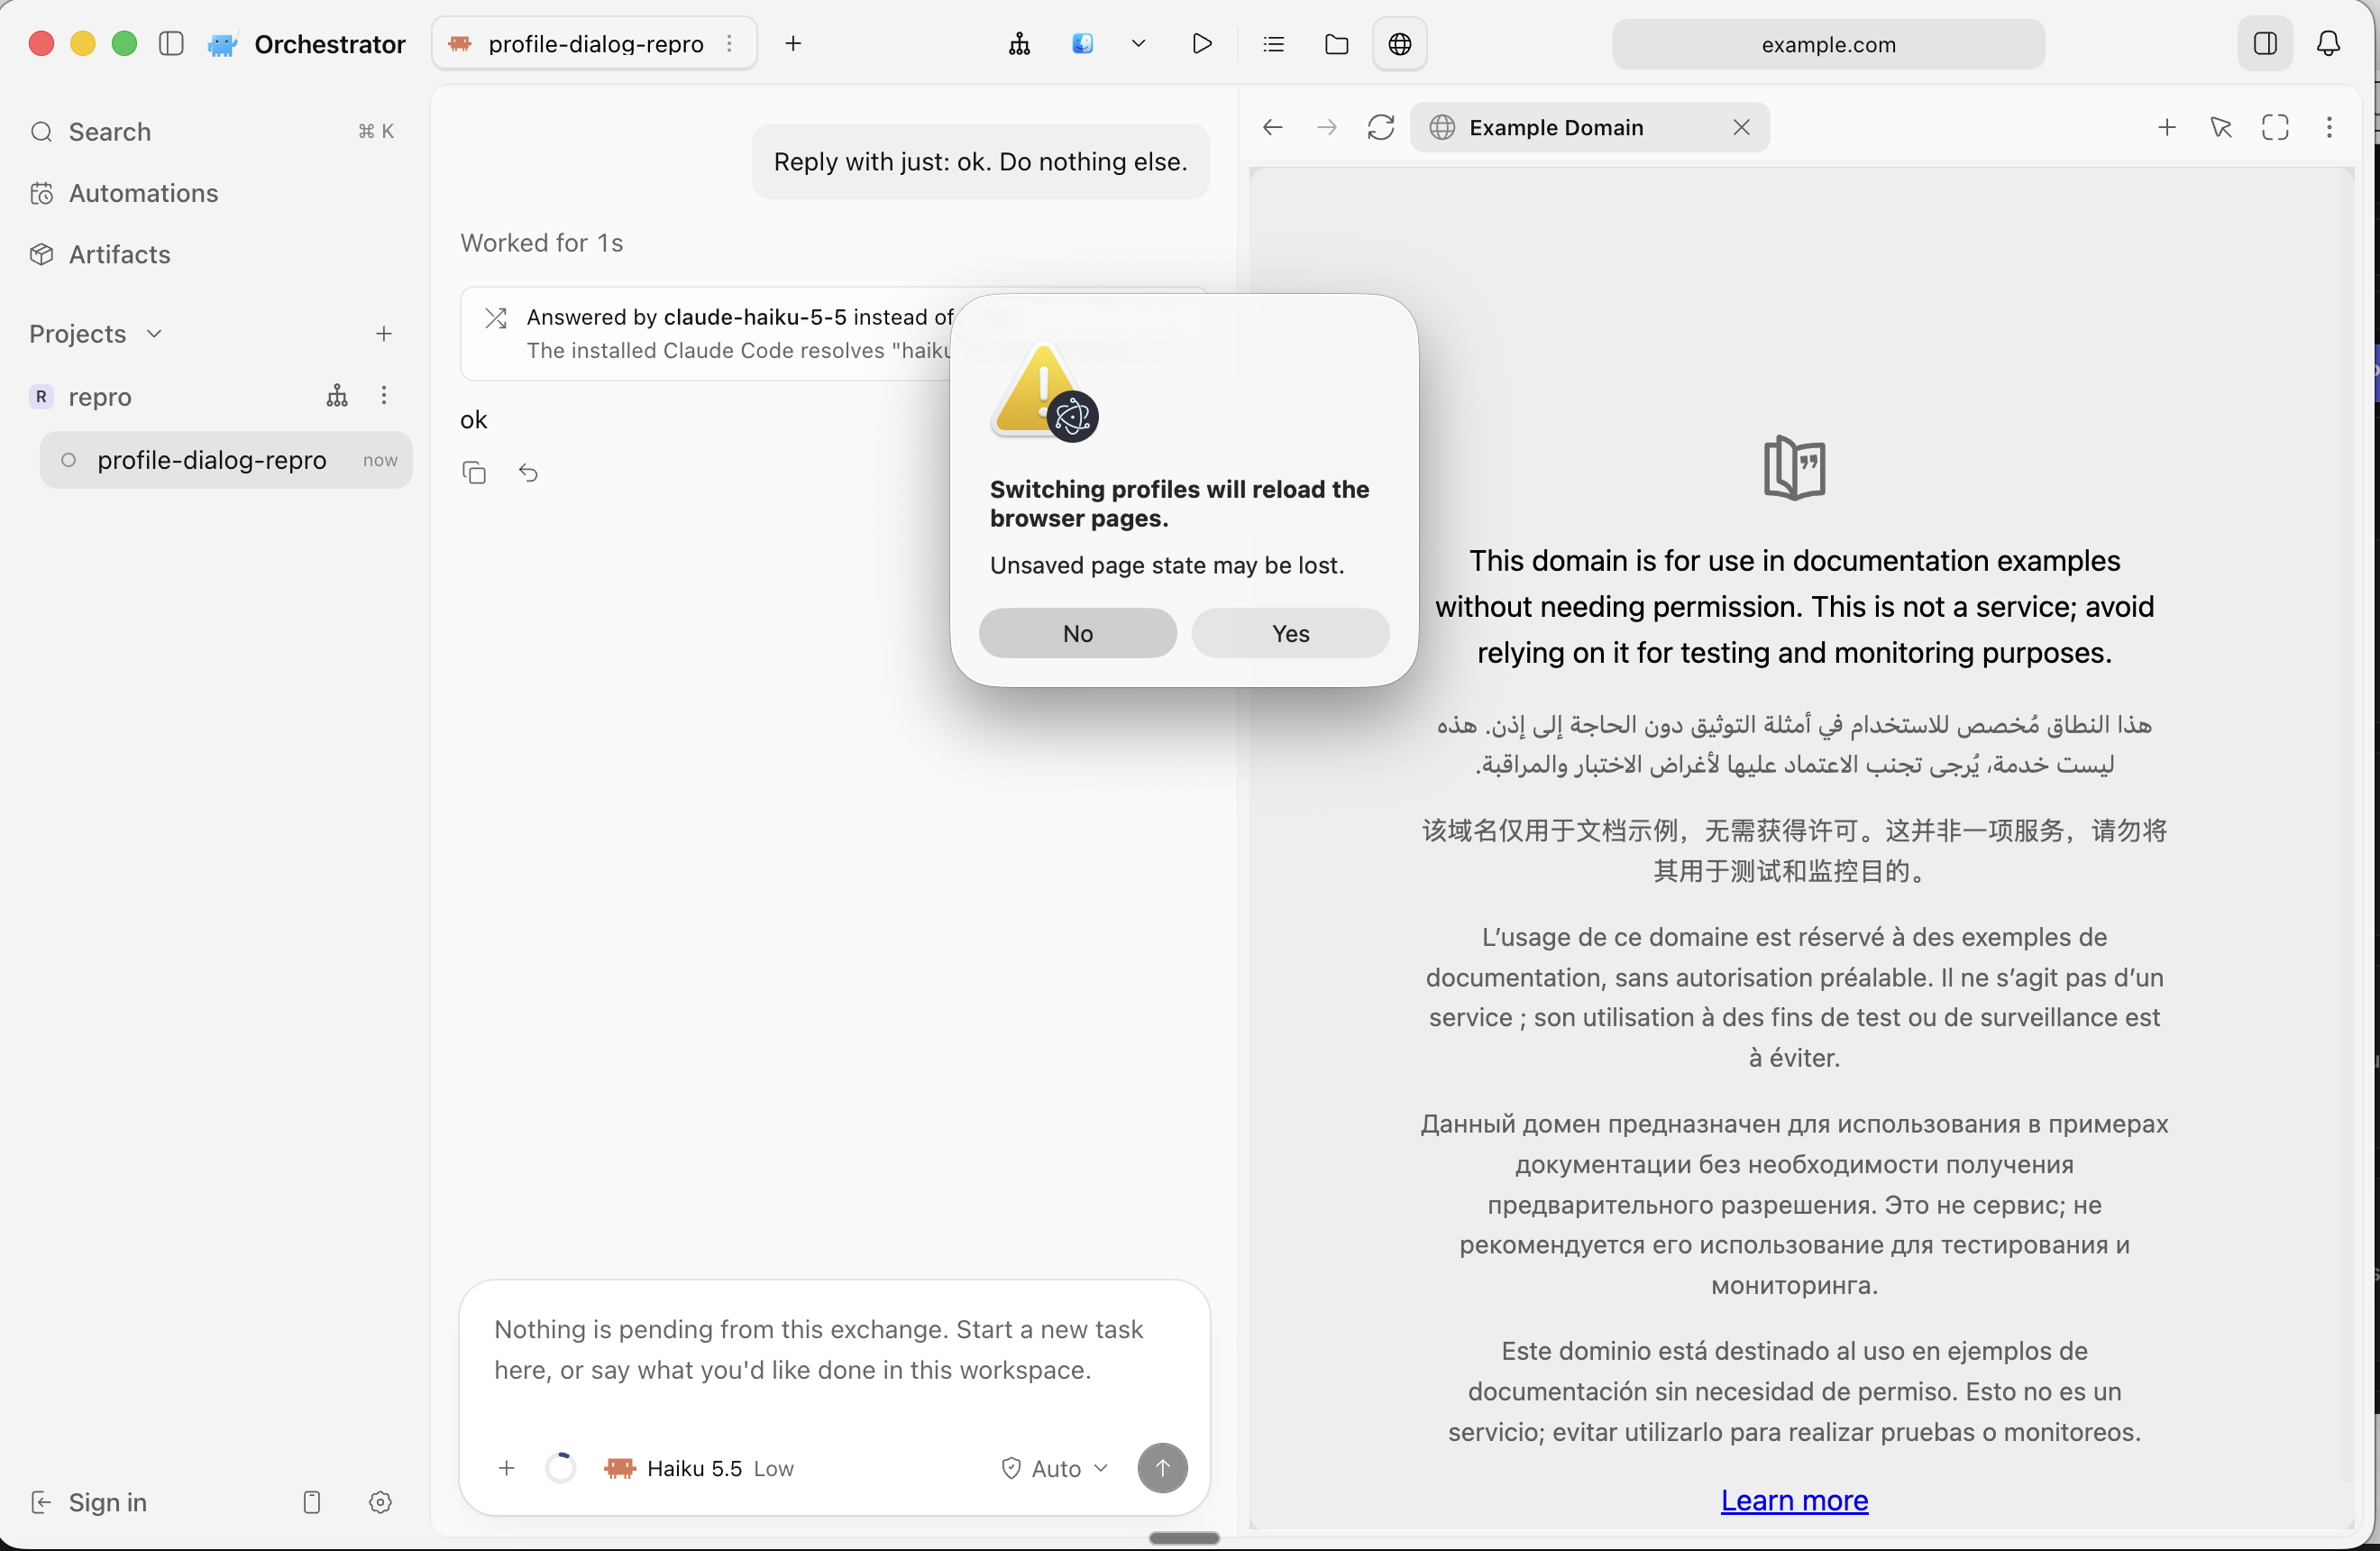 Orchestrator
profile-dialog-repro
example.com
Search
⌘ K
Automations
Artifacts
Projects
R
repro
profile-dialog-repro
now
Sign in
Reply with just: ok. Do nothing else.
Worked for 1s
Answered by claude-haiku-5-5 instead of
The installed Claude Code resolves "haiku
ok
Switching profiles will reload the
browser pages.
Unsaved page state may be lost.
No
Yes
Nothing is pending from this exchange. Start a new task
here, or say what you'd like done in this workspace.
Haiku 5.5 Low
Auto
Example Domain
This domain is for use in documentation examples
without needing permission. This is not a service; avoid
relying on it for testing and monitoring purposes.
هذا النطاق مُخصص للاستخدام في أمثلة التوثيق دون الحاجة إلى إذن. هذه
ليست خدمة، يُرجى تجنب الاعتماد عليها لأغراض الاختبار والمراقبة.
该域名仅用于文档示例，无需获得许可。这并非一项服务，请勿将
其用于测试和监控目的。
L’usage de ce domaine est réservé à des exemples de
documentation, sans autorisation préalable. Il ne s’agit pas d’un
service ; son utilisation à des fins de test ou de surveillance est
à éviter.
Данный домен предназначен для использования в примерах
документации без необходимости получения
предварительного разрешения. Это не сервис; не
рекомендуется его использование для тестирования и
мониторинга.
Este dominio está destinado al uso en ejemplos de
documentación sin necesidad de permiso. Esto no es un
servicio; evitar utilizarlo para realizar pruebas o monitoreos.
Learn more